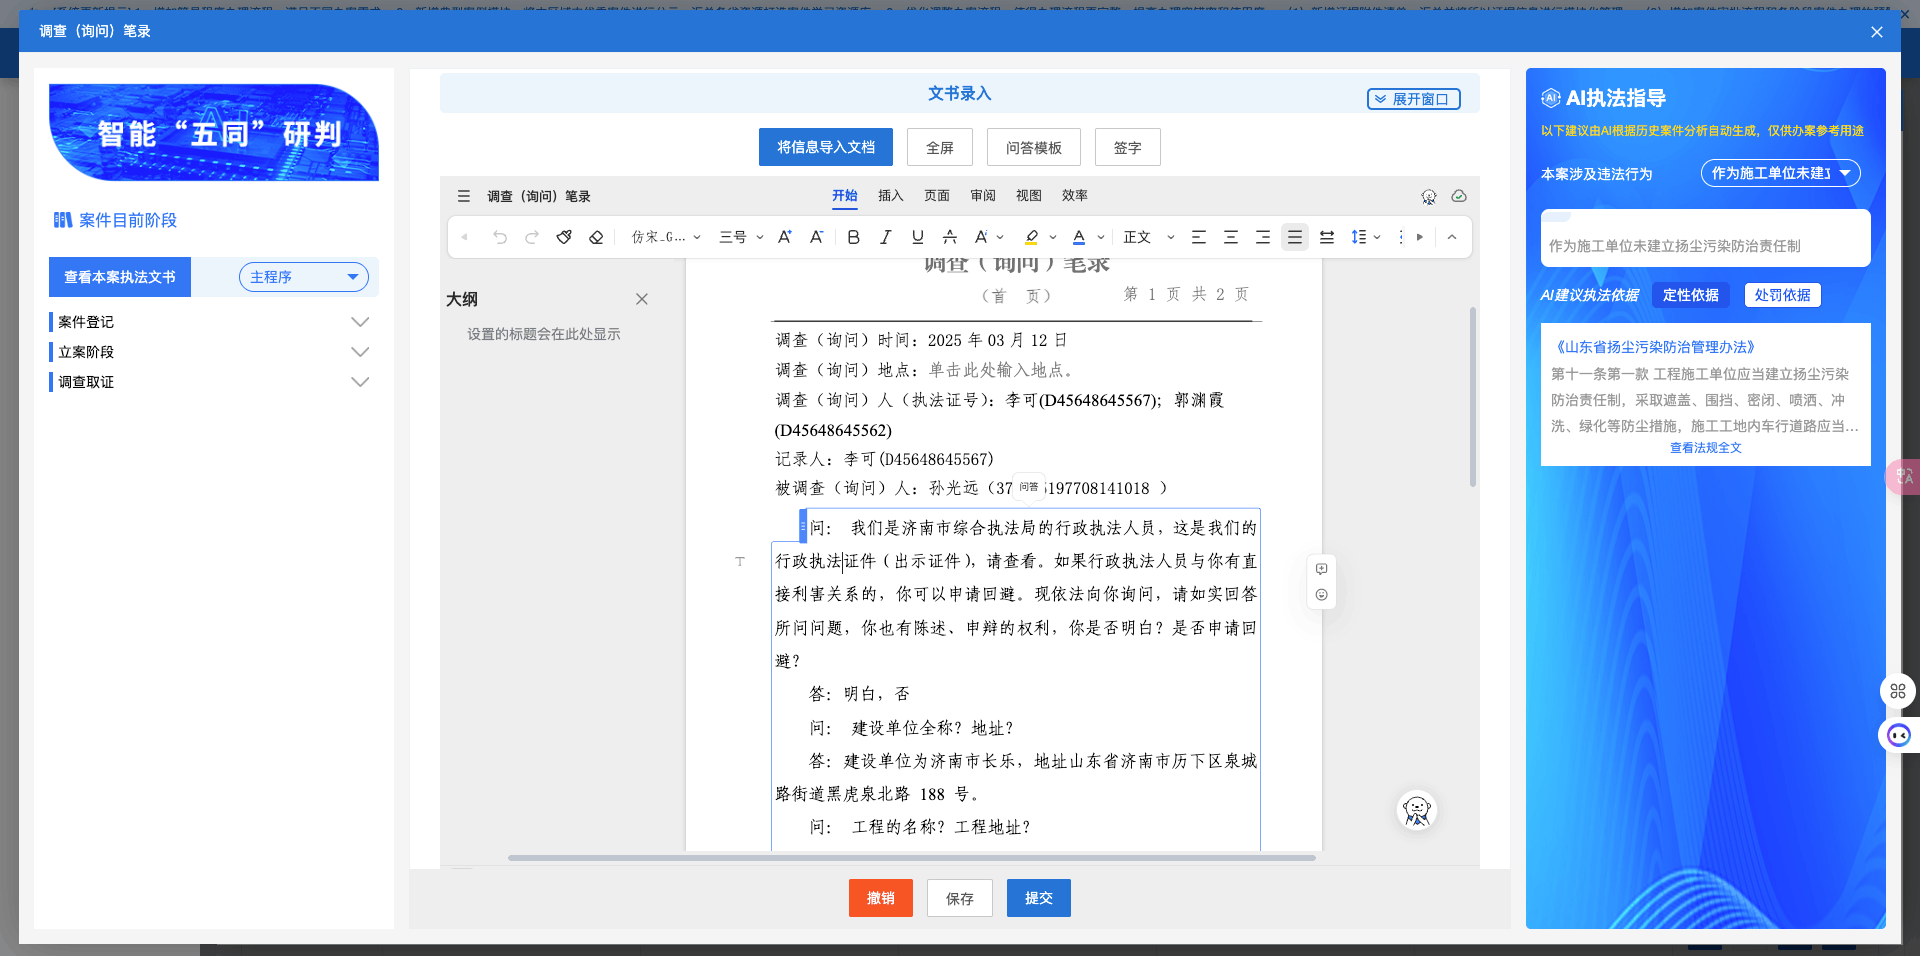 调查（询问）笔录
智能“五同”研判
案件目前阶段
查看本案执法文书
主程序
案件登记
立案阶段
调查取证
文书录入
展开窗口
将信息导入文档
全屏
问答模板
签字
调查（询问）笔录
开始
插入
页面
审阅
视图
效率
仿宋_G...
三号
正文
大纲
设置的标题会在此处显示
调查（询问）笔录
（首 页）
第 1 页 共 2 页
调查（询问）时间：2025 年 03 月 12 日
调查（询问）地点：单击此处输入地点。
调查（询问）人（执法证号）：李可(D45648645567)；郭渊霞
(D45648645562)
记录人：李可(D45648645567)
被调查（询问）人：孙光远（37 197708141018 ）
问答
问： 我们是济南市综合执法局的行政执法人员，这是我们的
行政执法证件（出示证件），请查看。如果行政执法人员与你有直
接利害关系的，你可以申请回避。现依法向你询问，请如实回答
所问问题，你也有陈述、申辩的权利，你是否明白？是否申请回
避？
答：明白，否
问： 建设单位全称？地址？
答：建设单位为济南市长乐，地址山东省济南市历下区泉城
路街道黑虎泉北路 188 号。
问： 工程的名称？工程地址？
撤销
保存
提交
AI执法指导
以下建议由AI根据历史案件分析自动生成，仅供办案参考用途
本案涉及违法行为
作为施工单位未建立
作为施工单位未建立扬尘污染防治责任制
AI建议执法依据
定性依据
处罚依据
《山东省扬尘污染防治管理办法》
第十一条第一款 工程施工单位应当建立扬尘污染
防治责任制，采取遮盖、围挡、密闭、喷洒、冲
洗、绿化等防尘措施，施工工地内车行道路应当...
查看法规全文